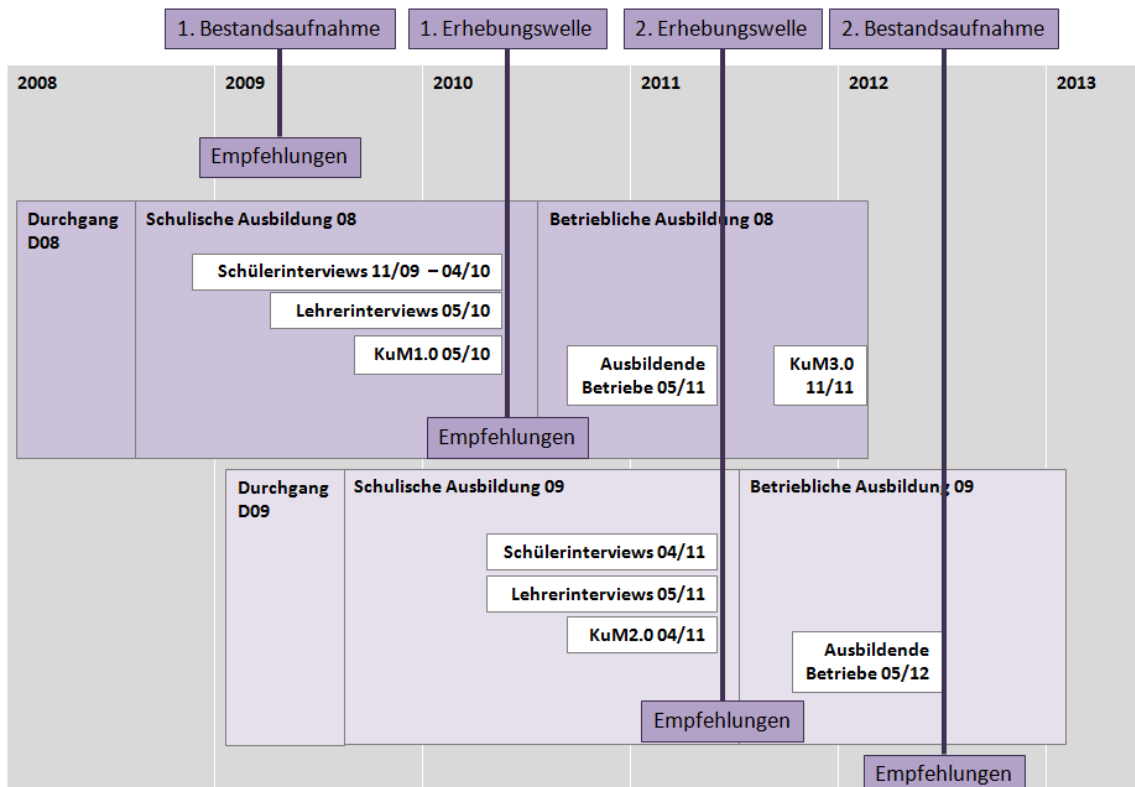 1. Bestandsaufnahme
1. Erhebungswelle
2. Erhebungswelle
2. Bestandsaufnahme
2008
2009
2010
2011
2012
2013
Empfehlungen
Durchgang
D08
Schulische Ausbildung 08
Betriebliche Ausbildung 08
Schülerinterviews 11/09 – 04/10
Lehrerinterviews 05/10
KuM1.0 05/10
Ausbildende
Betriebe 05/11
KuM3.0
11/11
Empfehlungen
Durchgang
D09
Schulische Ausbildung 09
Betriebliche Ausbildung 09
Schülerinterviews 04/11
Lehrerinterviews 05/11
KuM2.0 04/11
Ausbildende
Betriebe 05/12
Empfehlungen
Empfehlungen